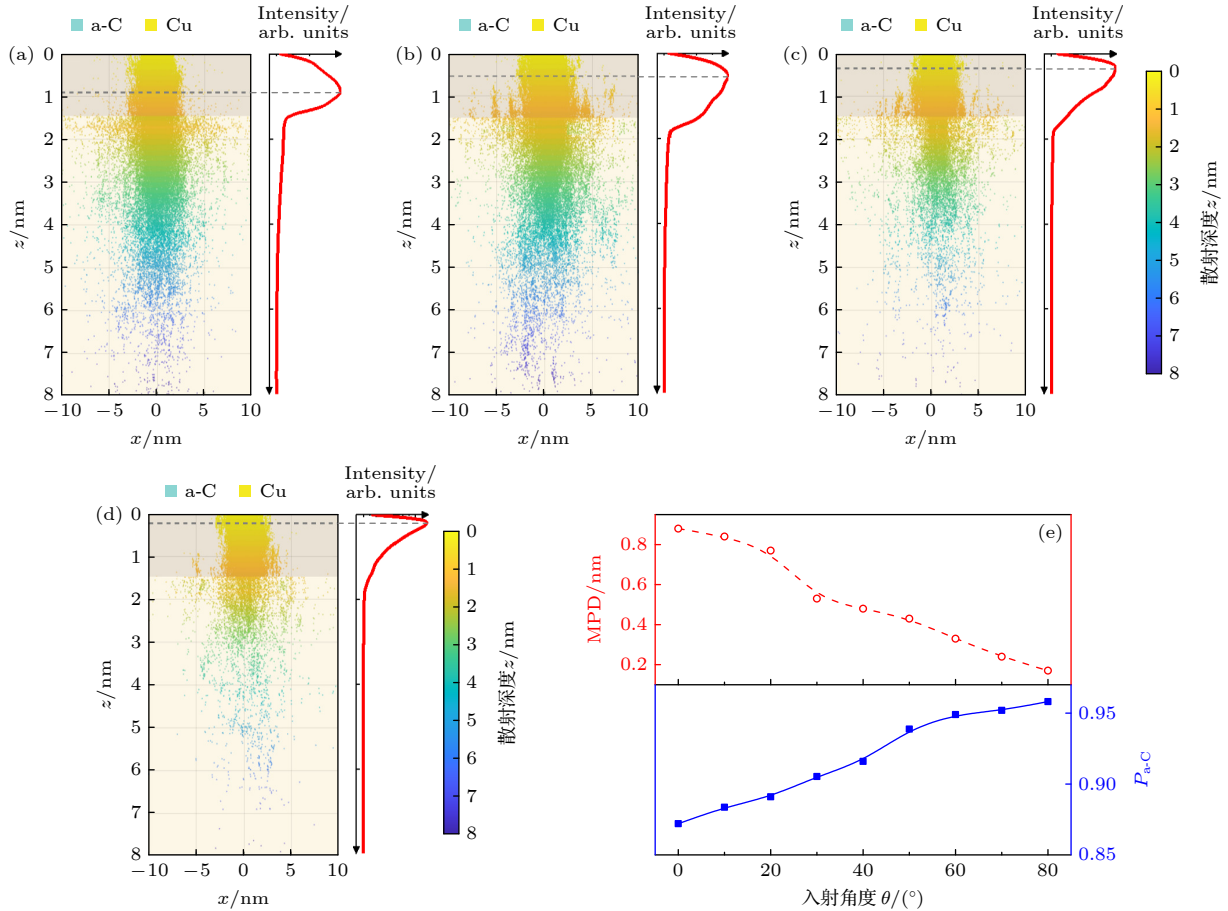 a-C Cu
Intensity/
arb. units
(a)
0
1
2
3
4
5
6
7
8
z/nm
−10 −5 0 5 10
x/nm
a-C Cu
Intensity/
arb. units
(b)
0
1
2
3
4
5
6
7
8
z/nm
−10 −5 0 5 10
x/nm
a-C Cu
Intensity/
arb. units
(c)
0
1
2
3
4
5
6
7
8
z/nm
−10 −5 0 5 10
x/nm
0
1
2
3
4
5
6
7
8
散射深度z/nm
a-C Cu
Intensity/
arb. units
(d)
0
1
2
3
4
5
6
7
8
z/nm
−10 −5 0 5 10
x/nm
0
1
2
3
4
5
6
7
8
散射深度z/nm
(e)
0.8
0.6
0.4
0.2
MPD/nm
0.95
0.90
0.85
Pa-C
0 20 40 60 80
入射角度 θ/(°)